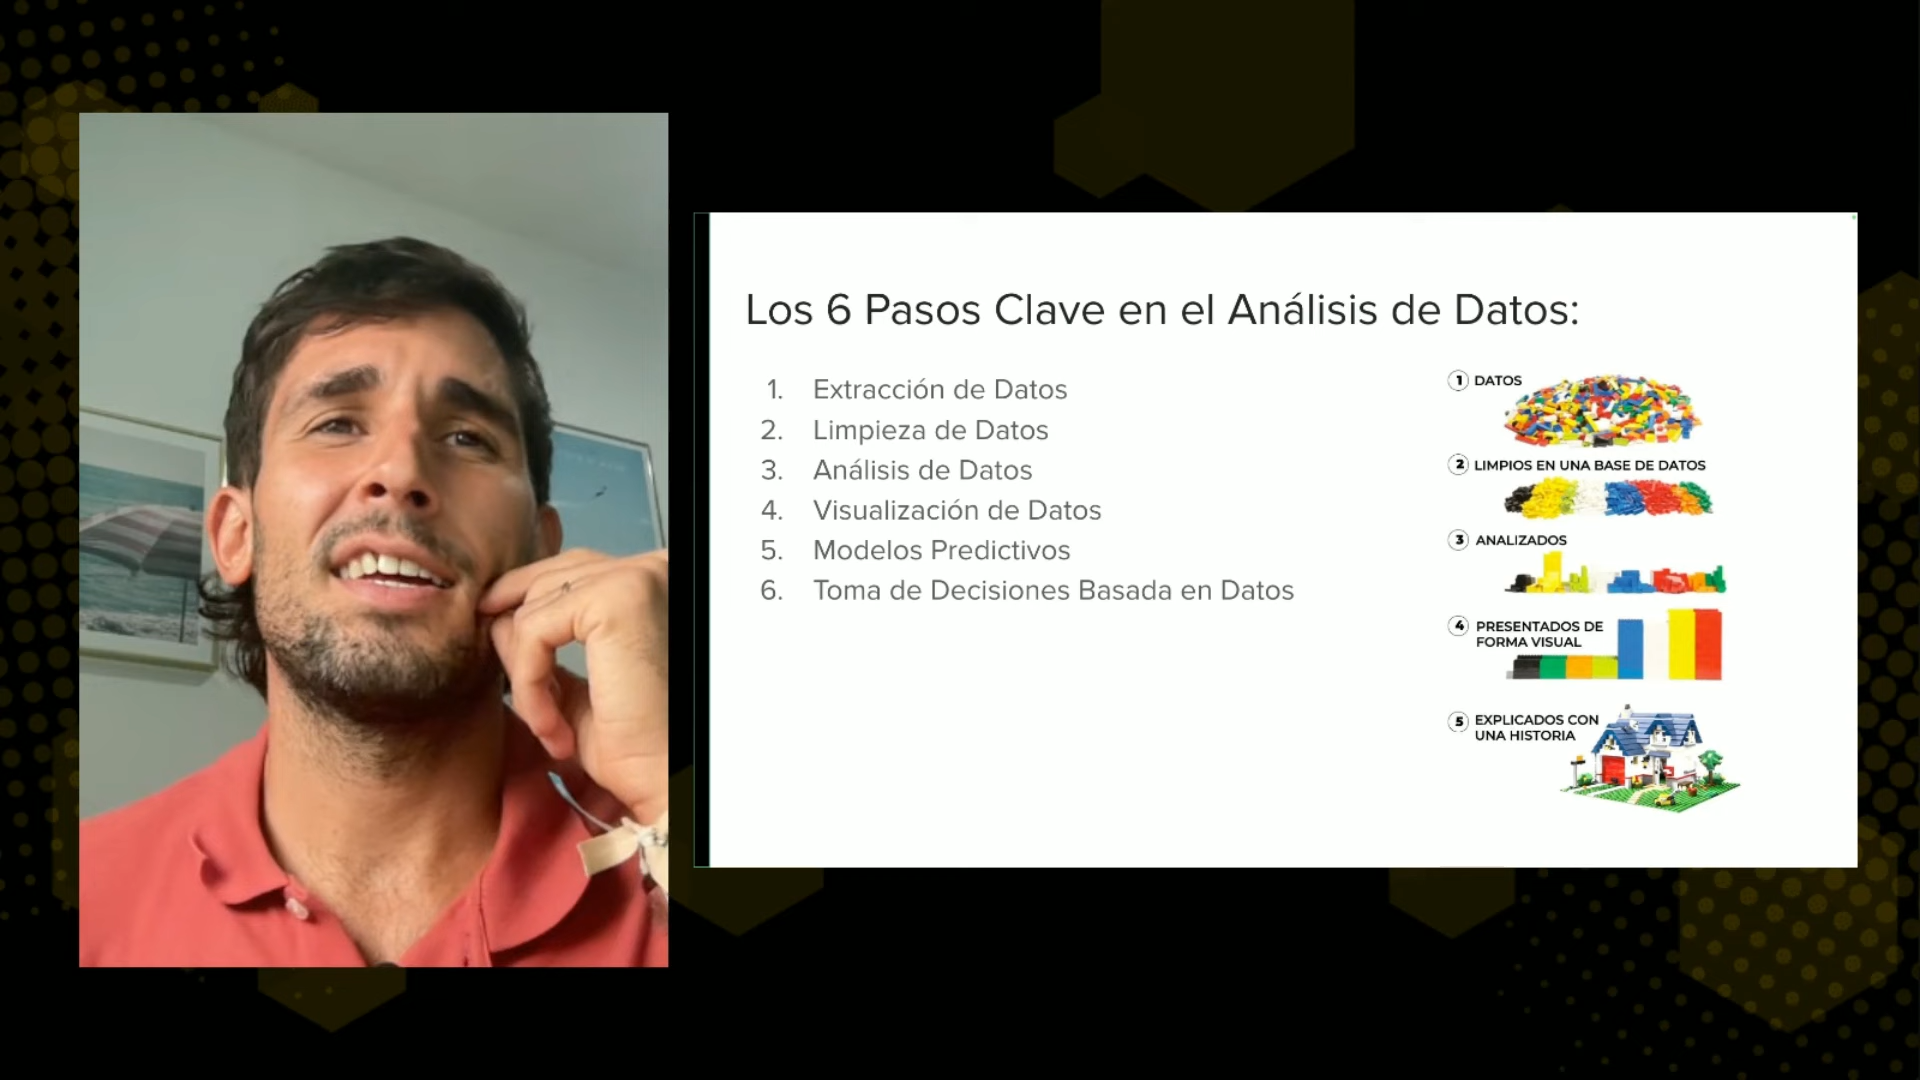 Los 6 Pasos Clave en el Análisis de Datos:
1. Extracción de Datos
2. Limpieza de Datos
3. Análisis de Datos
4. Visualización de Datos
5. Modelos Predictivos
6. Toma de Decisiones Basada en Datos
1 DATOS
2 LIMPIOS EN UNA BASE DE DATOS
3 ANALIZADOS
4 PRESENTADOS DE
FORMA VISUAL
5 EXPLICADOS CON
UNA HISTORIA